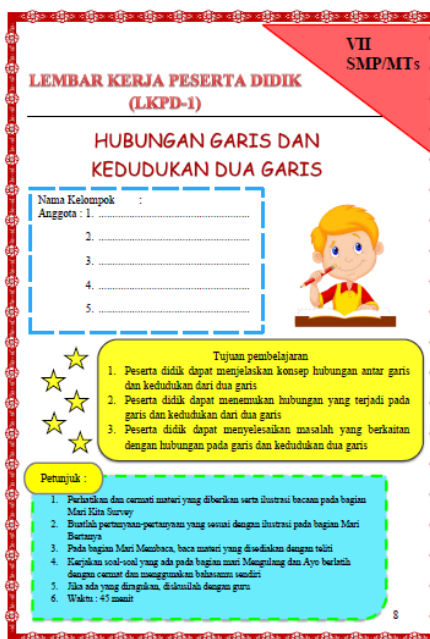 VII
SMP/MTs
LEMBAR KERJA PESERTA DIDIK
(LKPD-1)
HUBUNGAN GARIS DAN
KEDUDUKAN DUA GARIS
Nama Kelompok :
Anggota : 1. ..........................................................
2. ..........................................................
3. ..........................................................
4. ..........................................................
5. ..........................................................
Tujuan pembelajaran
1. Peserta didik dapat menjelaskan konsep hubungan antar garis
dan kedudukan dari dua garis
2. Peserta didik dapat menemukan hubungan yang terjadi pada
garis dan kedudukan dari dua garis
3. Peserta didik dapat menyelesaikan masalah yang berkaitan
dengan hubungan pada garis dan kedudukan dua garis
Petunjuk :
1. Perhatikan dan cermati materi yang diberikan serta ilustrasi bacaan pada bagian
Mari Kita Survey
2. Buatlah pertanyaan-pertanyaan yang sesuai dengan ilustrasi pada bagian Mari
Bertanya
3. Pada bagian Mari Membaca, baca materi yang disediakan dengan teliti
4. Kerjakan soal-soal yang ada pada bagian mari Mengulang dan Ayo berlatih
dengan cermat dan menggunakan bahasamu sendiri
5. Jika ada yang diragukan, diskusilah dengan guru
6. Waktu : 45 menit
8